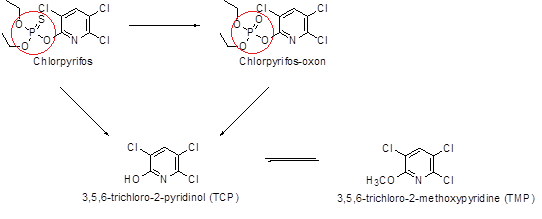 Cl Cl Cl Cl
O P S O N Cl O P O O N Cl
O O
Chlorpyrifos Chlorpyrifos-oxon
Cl Cl Cl Cl
HO N Cl H₃CO N Cl
3,5,6-trichloro-2-pyridinol (TCP) 3,5,6-trichloro-2-methoxypyridine (TMP)